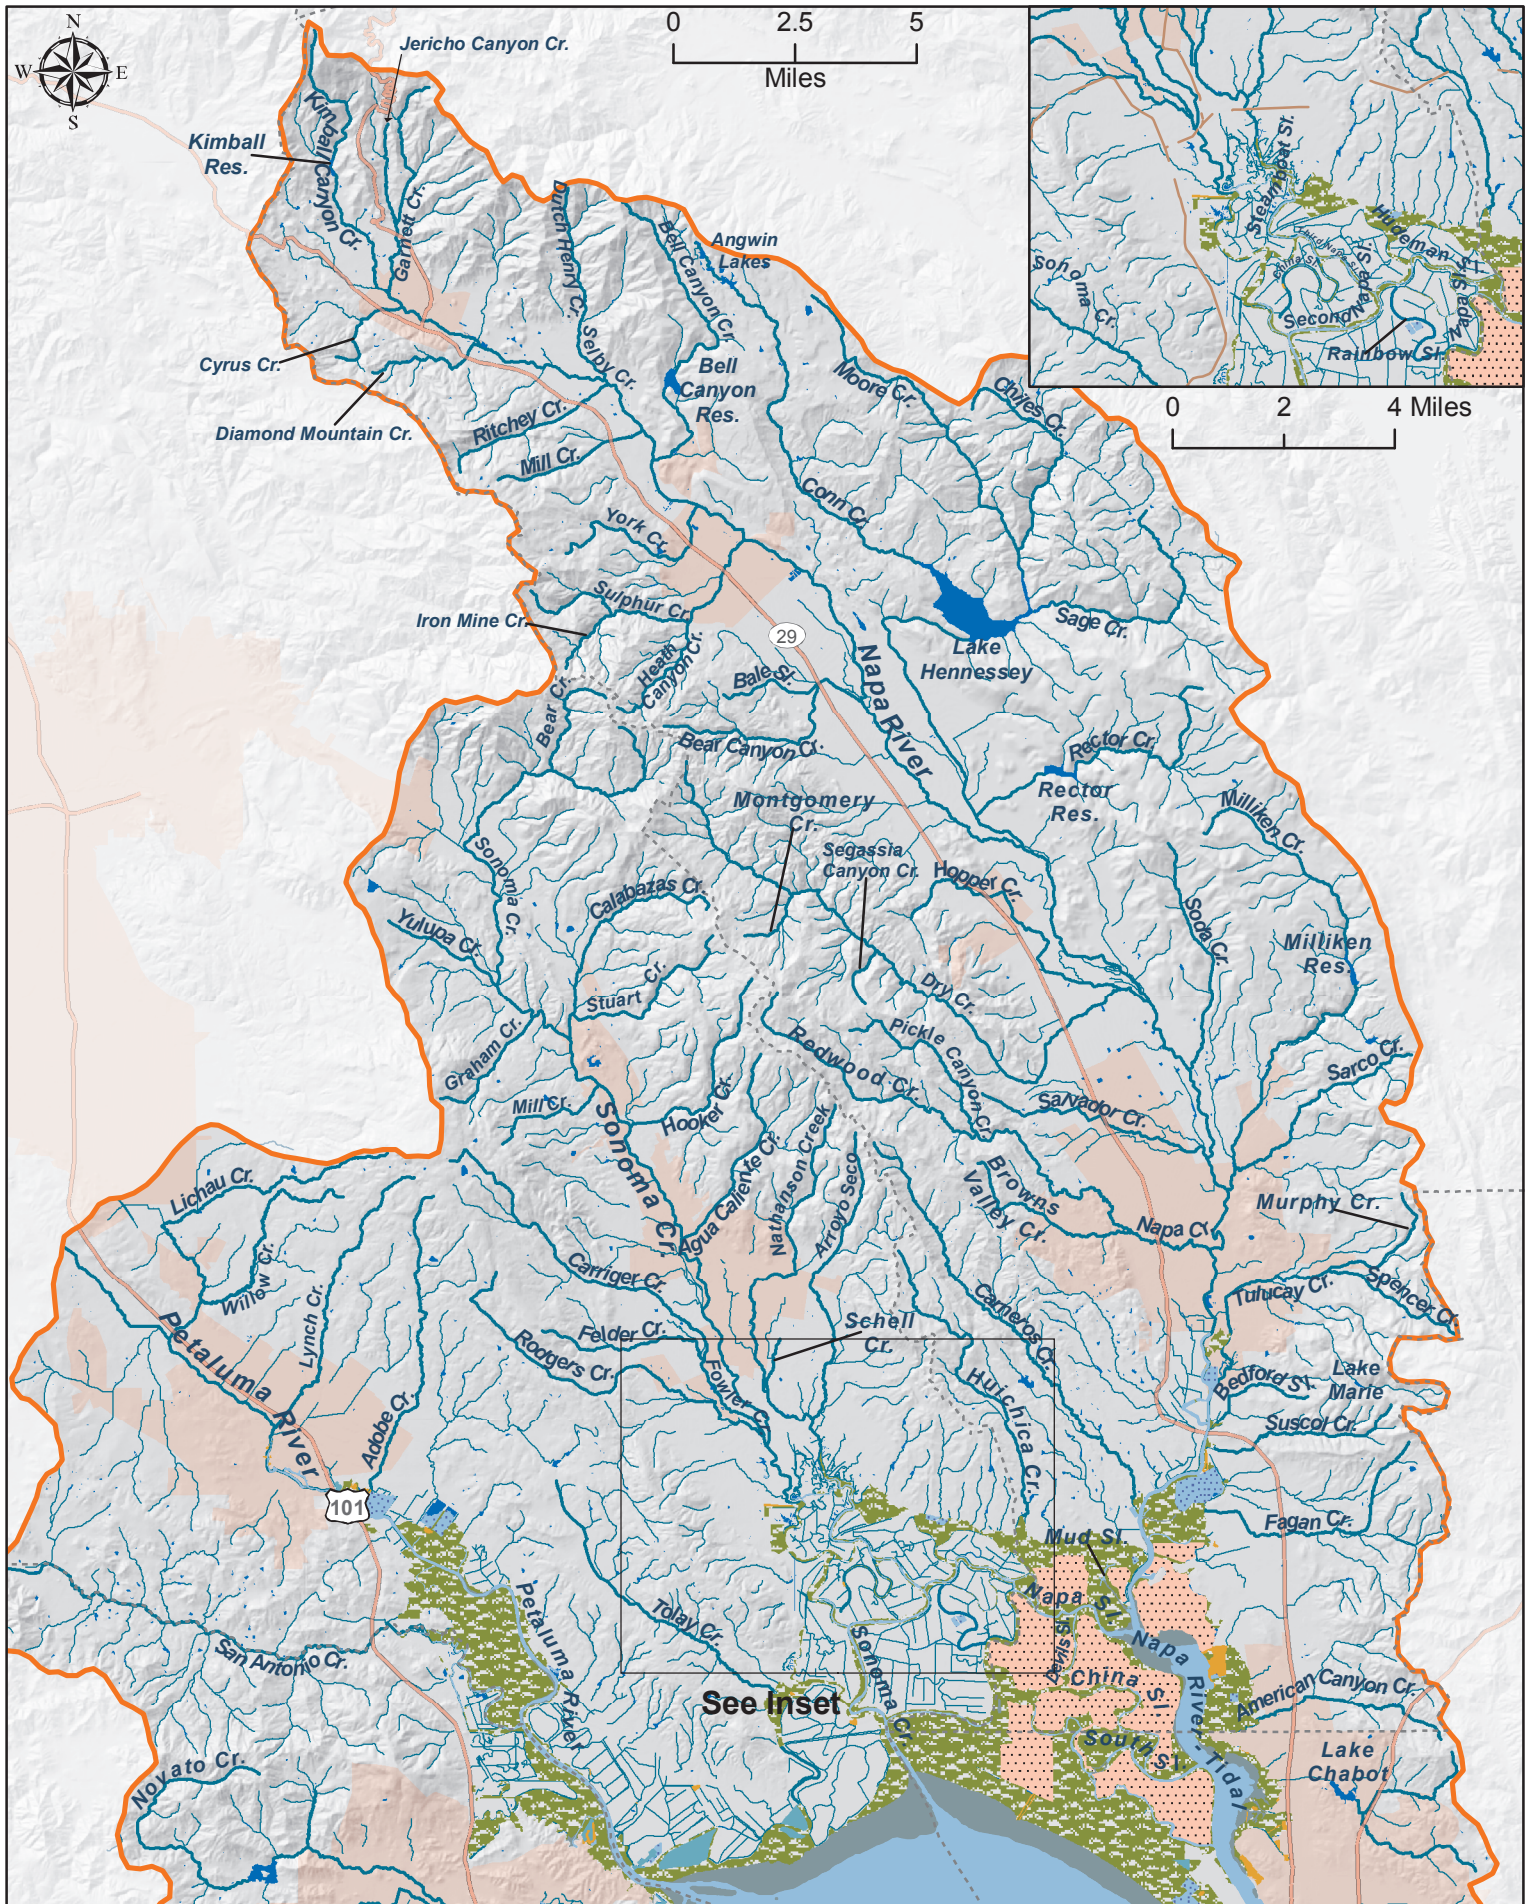 N
W
E
S
0
2.5
5
Miles
Jericho Canyon Cr.
Kimball
Res.
Kimball Canyon Cr.
Garnett Cr.
Dutch Henry Cr.
Bell Canyon Cr.
Angwin
Lakes
Steamboat Sl.
Hudeman Sl.
Third Napa Sl.
China Sl.
Second Napa Sl.
Napa Sl.
Rainbow Sl.
Sonoma Cr.
0
2
4 Miles
Cyrus Cr.
Diamond Mountain Cr.
Selby Cr.
Bell
Canyon
Res.
Moore Cr.
Chiles Cr.
Ritchey Cr.
Mill Cr.
Conn Cr.
York Cr.
Sulphur Cr.
Iron Mine Cr.
29
Sage Cr.
Lake
Hennessey
Heath
Canyon Cr.
Bale Sl.
Napa River
Bear Cr.
Bear Canyon Cr.
Rector Cr.
Rector
Res.
Milliken Cr.
Montgomery
Cr.
Segassia
Canyon Cr.
Hopper Cr.
Sonoma Cr.
Calabazas Cr.
Yulupa Cr.
Soda Cr.
Milliken
Res.
Stuart Cr.
Dry Cr.
Graham Cr.
Pickle Canyon Cr.
Redwood Cr.
Sarco Cr.
Mill Cr.
Sonoma Cr.
Hooker Cr.
Salvador Cr.
Agua Caliente Cr.
Nathanson Creek
Arroyo Seco
Browns
Valley Cr.
Lichau Cr.
Murphy Cr.
Napa Cr.
Willow Cr.
Lynch Cr.
Carriger Cr.
Carneros Cr.
Tulucay Cr.
Spencer Cr.
Petaluma
River
Felder Cr.
Rodgers Cr.
Schell
Cr.
Fowler Cr.
Huichica Cr.
Bedford Sl.
Lake
Marie
Suscol Cr.
Adobe Cr.
101
Fagan Cr.
Mud Sl.
Napa Sl.
Petaluma River
Tolay Cr.
San Antonio Cr.
Sonoma Cr.
Devils Sl.
Napa River - Tidal
China Sl.
American Canyon Cr.
See Inset
South Sl.
Novato Cr.
Lake
Chabot